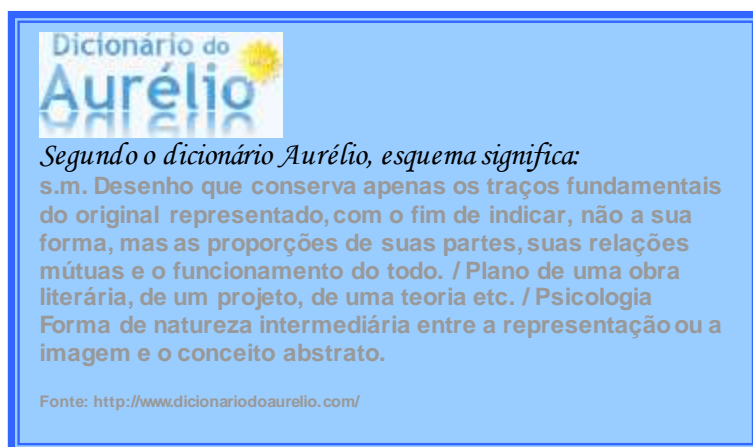 Dicionário do
Aurélio
Segundo o dicionário Aurélio, esquema significa:
s.m. Desenho que conserva apenas os traços fundamentais
do original representado, com o fim de indicar, não a sua
forma, mas as proporções de suas partes, suas relações
mútuas e o funcionamento do todo. / Plano de uma obra
literária, de um projeto, de uma teoria etc. / Psicologia
Forma de natureza intermediária entre a representação ou a
imagem e o conceito abstrato.
Fonte: http://www.dicionariodoaurelio.com/